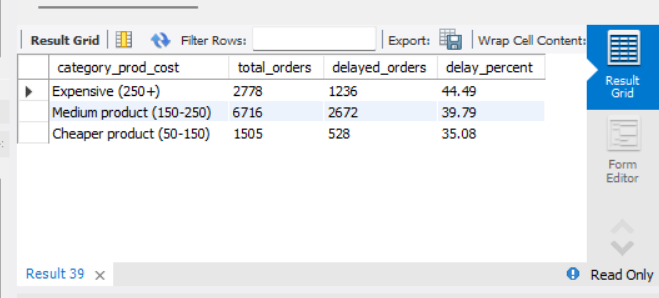 Result Grid Filter Rows: Export: Wrap Cell Content:
category_prod_cost total_orders delayed_orders delay_percent
Expensive (250+) 2778 1236 44.49
Medium product (150-250) 6716 2672 39.79
Cheaper product (50-150) 1505 528 35.08
Result
Grid
Form
Editor
Result 39 × Read Only